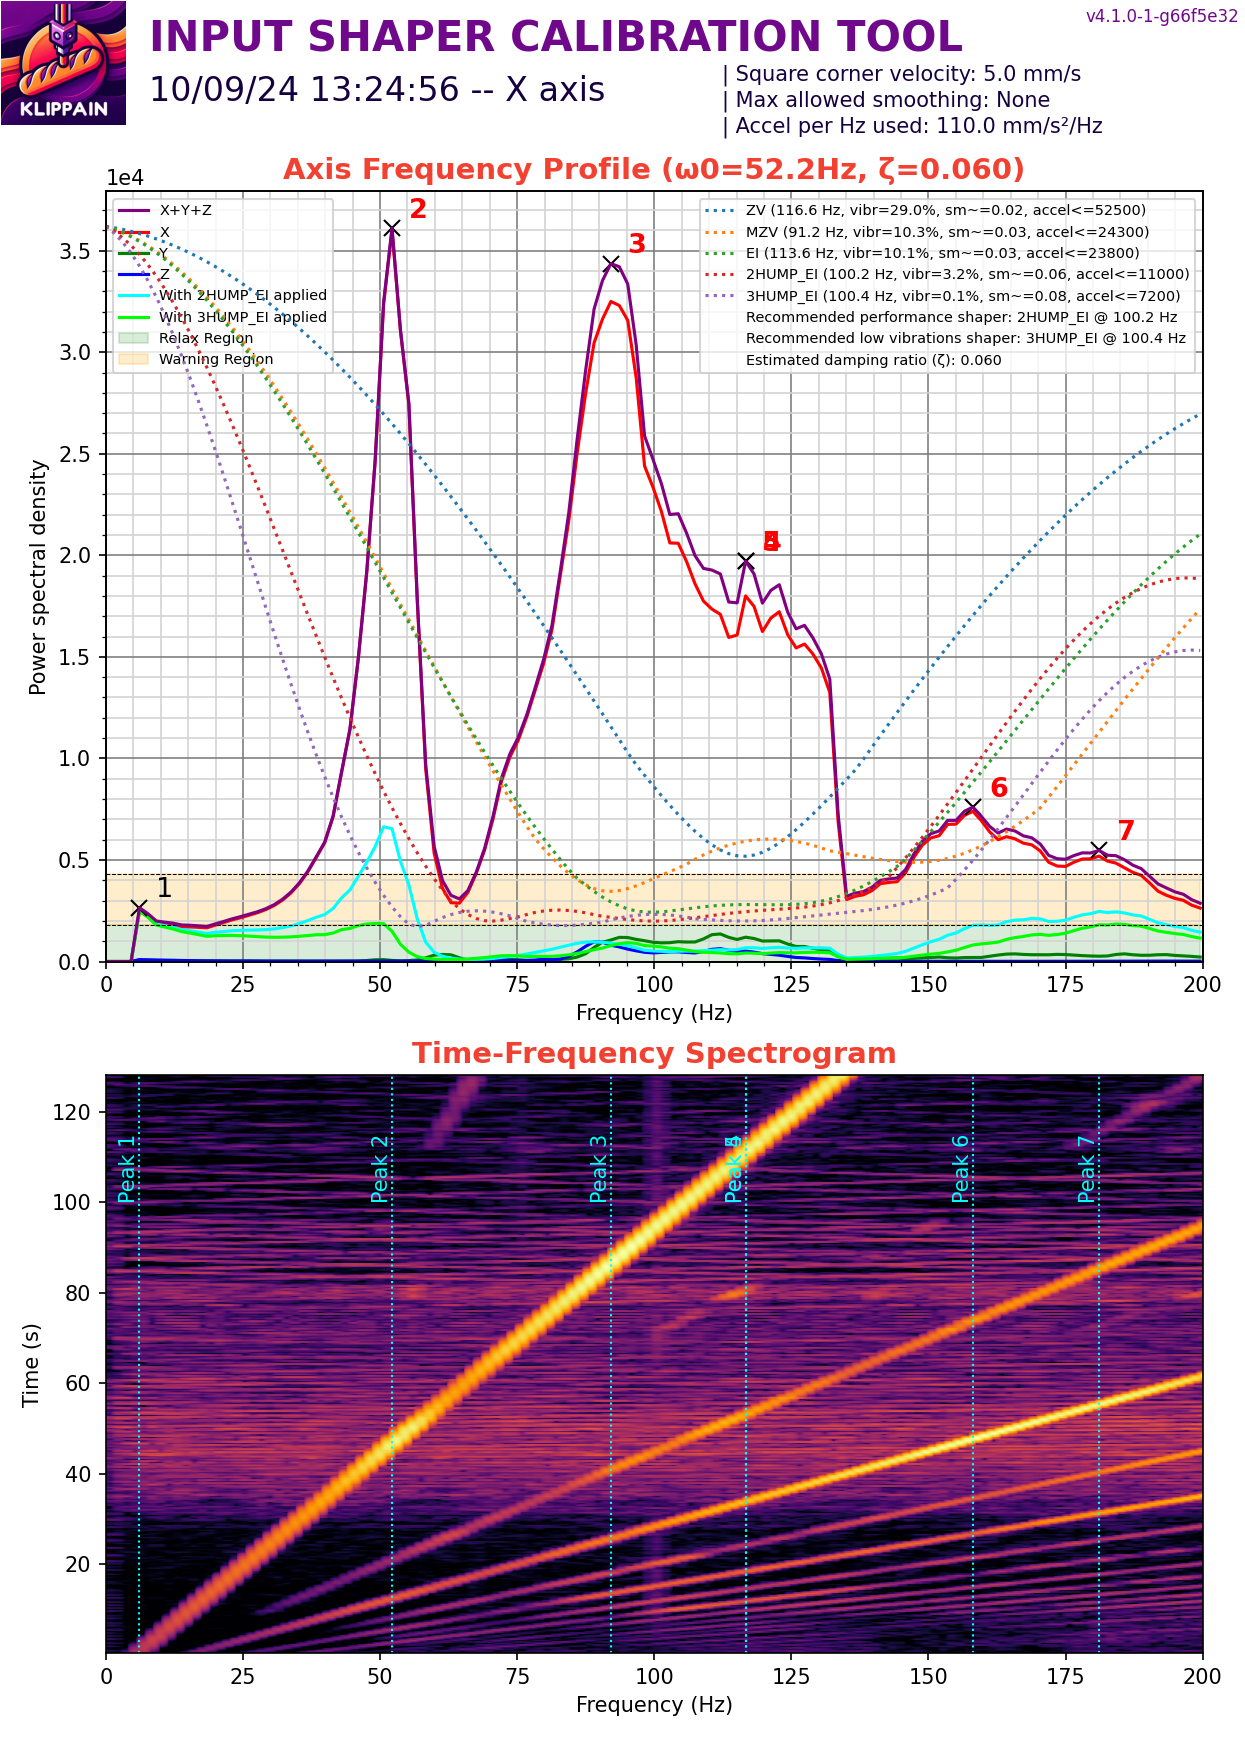 v4.1.0-1-g66f5e32
INPUT SHAPER CALIBRATION TOOL
10/09/24 13:24:56 -- X axis
| Square corner velocity: 5.0 mm/s
| Max allowed smoothing: None
| Accel per Hz used: 110.0 mm/s²/Hz
KLIPPAIN
Axis Frequency Profile (ω0=52.2Hz, ζ=0.060)
1e4
X+Y+Z
X
Y
Z
With 2HUMP_EI applied
With 3HUMP_EI applied
Relax Region
Warning Region
ZV (116.6 Hz, vibr=29.0%, sm~=0.02, accel<=52500)
MZV (91.2 Hz, vibr=10.3%, sm~=0.03, accel<=24300)
EI (113.6 Hz, vibr=10.1%, sm~=0.03, accel<=23800)
2HUMP_EI (100.2 Hz, vibr=3.2%, sm~=0.06, accel<=11000)
3HUMP_EI (100.4 Hz, vibr=0.1%, sm~=0.08, accel<=7200)
Recommended performance shaper: 2HUMP_EI @ 100.2 Hz
Recommended low vibrations shaper: 3HUMP_EI @ 100.4 Hz
Estimated damping ratio (ζ): 0.060
1
2
3
6
7
Power spectral density
3.5
3.0
2.5
2.0
1.5
1.0
0.5
0.0
0 25 50 75 100 125 150 175 200
Frequency (Hz)
Time-Frequency Spectrogram
Peak 1
Peak 2
Peak 3
Peak
Peak 6
Peak 7
Time (s)
120
100
80
60
40
20
0 25 50 75 100 125 150 175 200
Frequency (Hz)